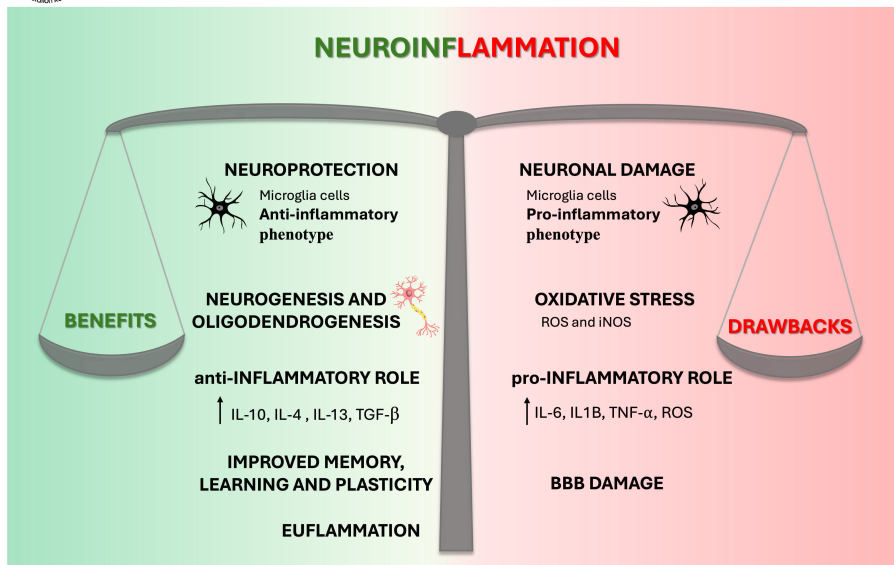 NEUROINFLAMMATION
NEUROPROTECTION
Microglia cells
Anti-inflammatory
phenotype
NEUROGENESIS AND
OLIGODENDROGENESIS
BENEFITS
anti-INFLAMMATORY ROLE
IL-10, IL-4 , IL-13, TGF-β
IMPROVED MEMORY,
LEARNING AND PLASTICITY
EUFLAMMATION
NEURONAL DAMAGE
Microglia cells
Pro-inflammatory
phenotype
OXIDATIVE STRESS
ROS and iNOS
DRAWBACKS
pro-INFLAMMATORY ROLE
IL-6, IL1B, TNF-α, ROS
BBB DAMAGE